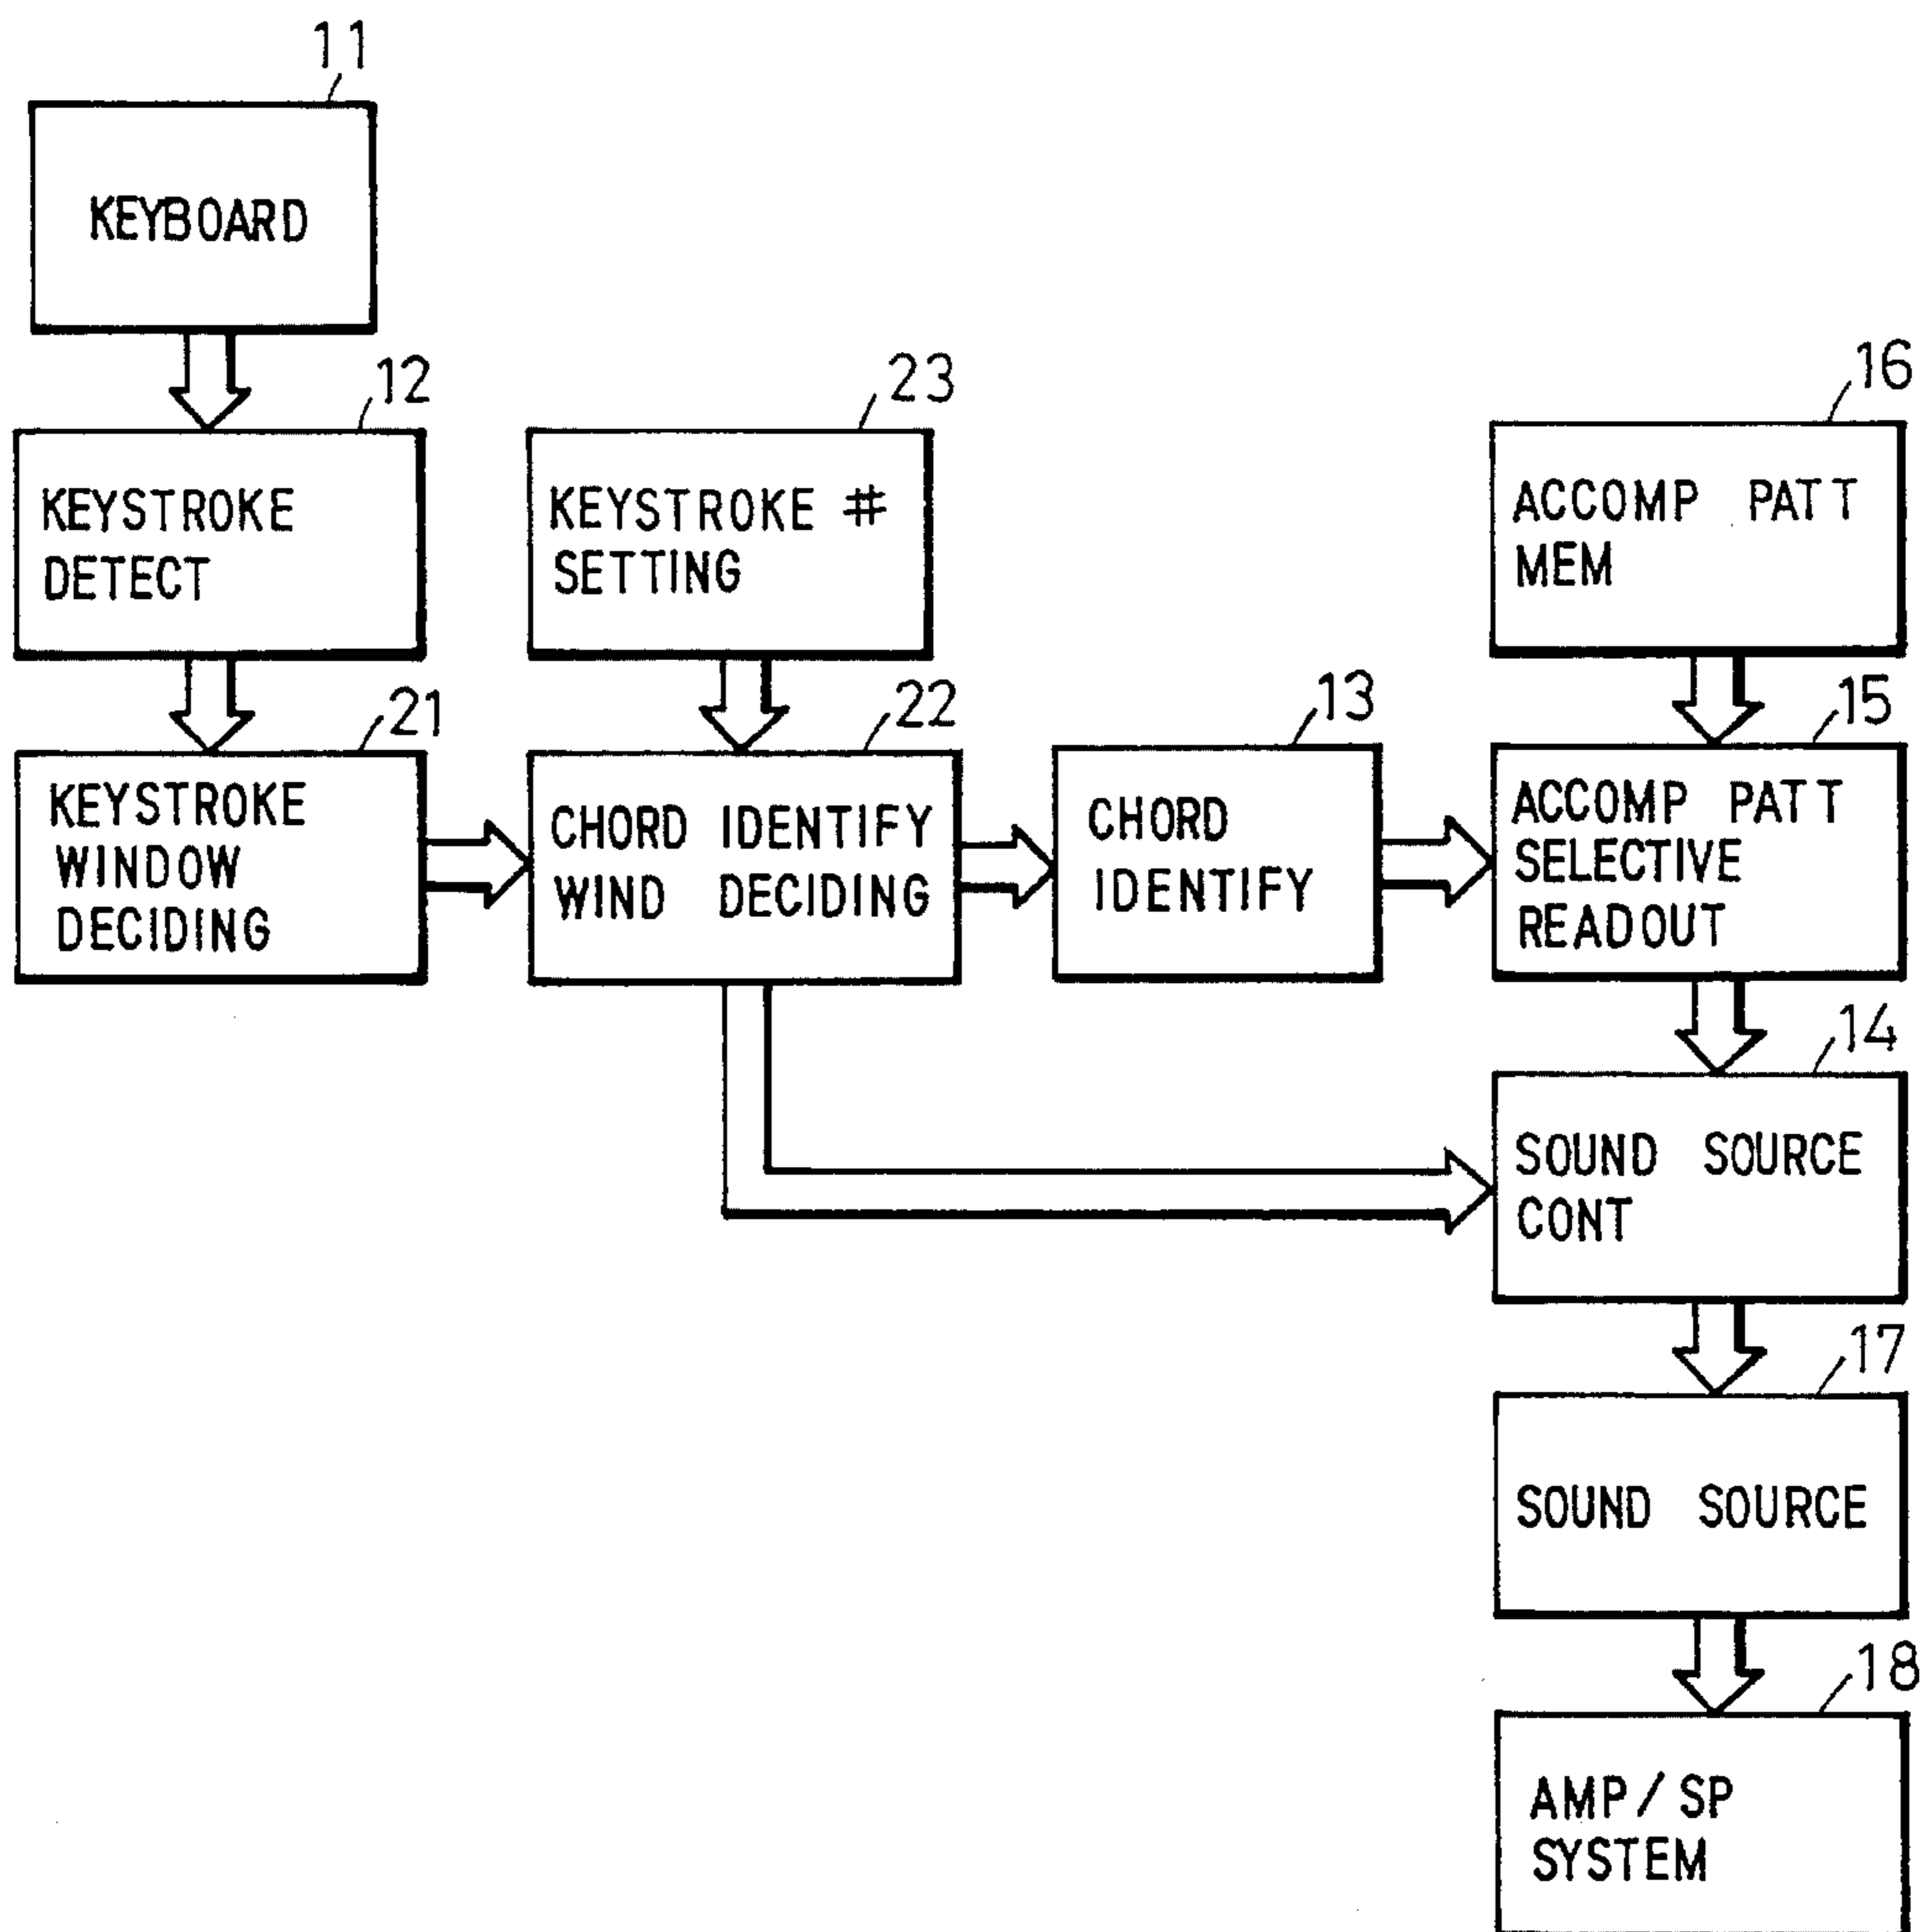 11
KEYBOARD
12
KEYSTROKE
DETECT
23
KEYSTROKE #
SETTING
16
ACCOMP PATT
MEM
21
KEYSTROKE
WINDOW
DECIDING
22
CHORD IDENTIFY
WIND DECIDING
13
CHORD
IDENTIFY
15
ACCOMP PATT
SELECTIVE
READOUT
14
SOUND SOURCE
CONT
17
SOUND SOURCE
18
AMP/SP
SYSTEM